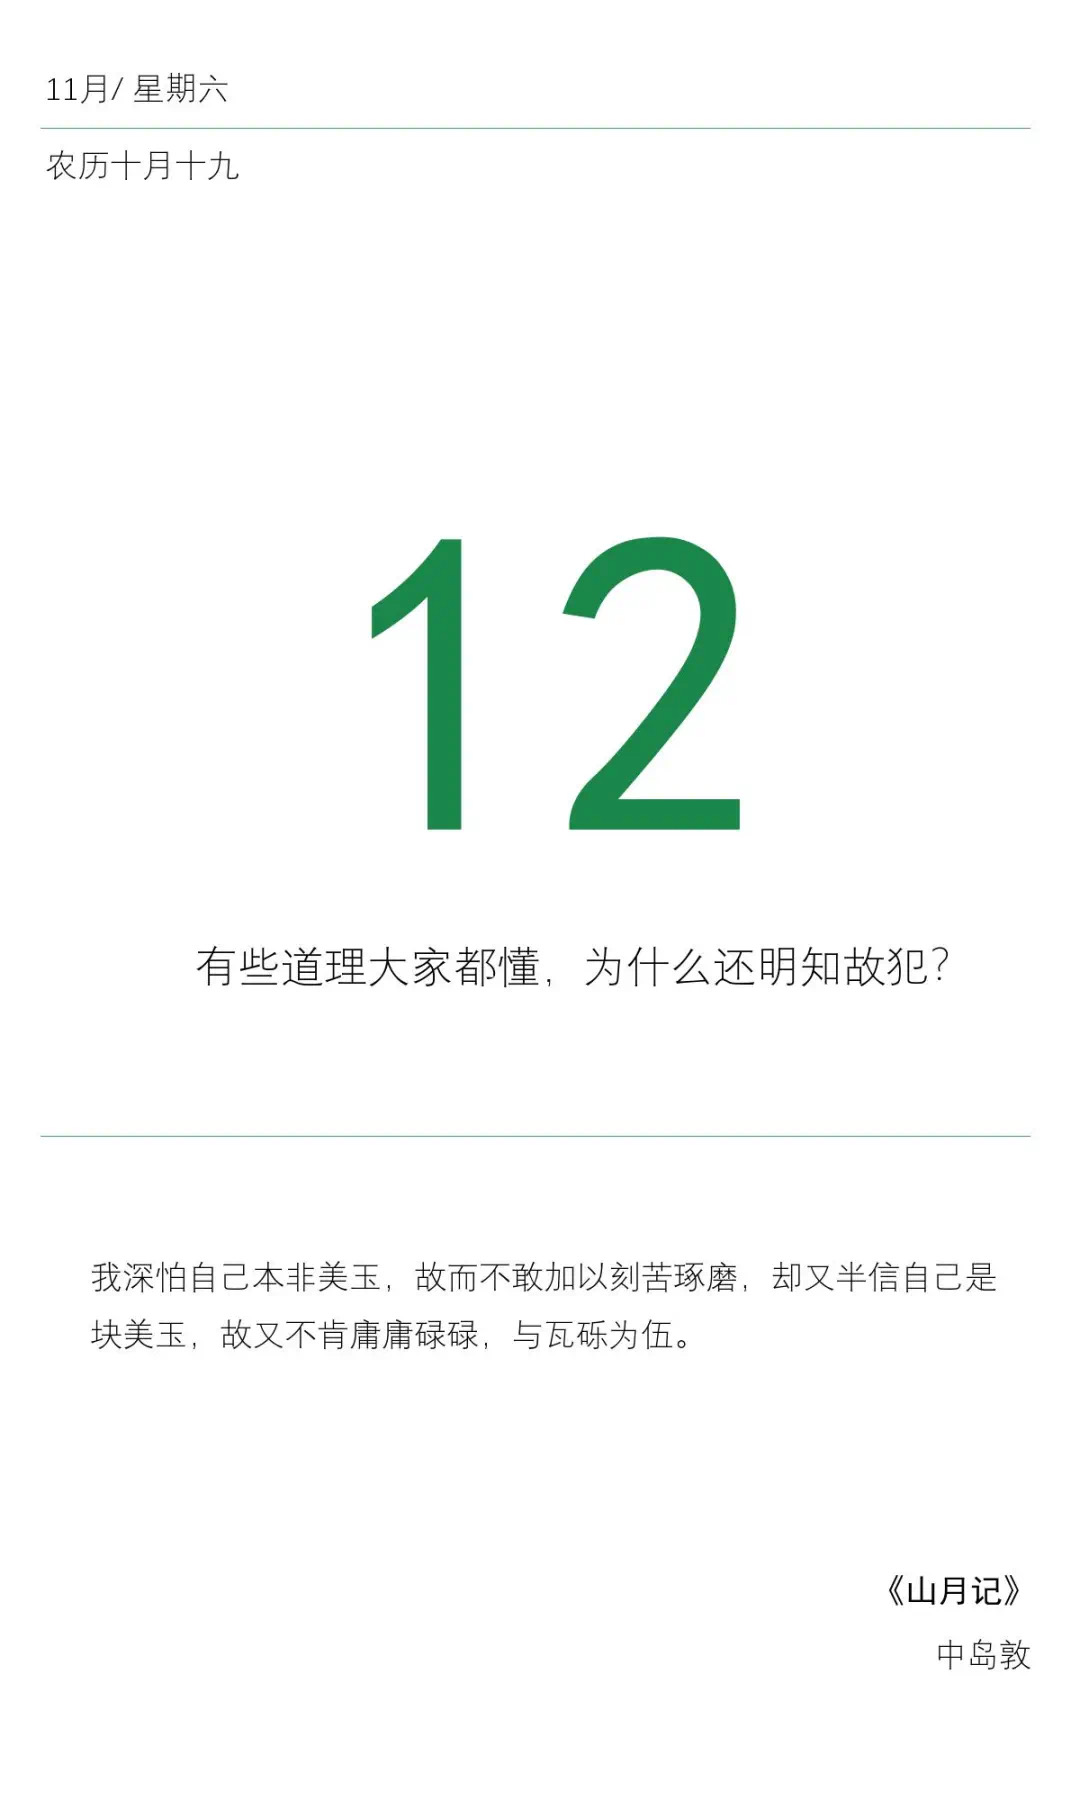 11月/ 星期六
农历十月十九
12
有些道理大家都懂，为什么还明知故犯？
我深怕自己本非美玉，故而不敢加以刻苦琢磨，却又半信自己是
块美玉，故又不肯庸庸碌碌，与瓦砾为伍。
《山月记》
中岛敦